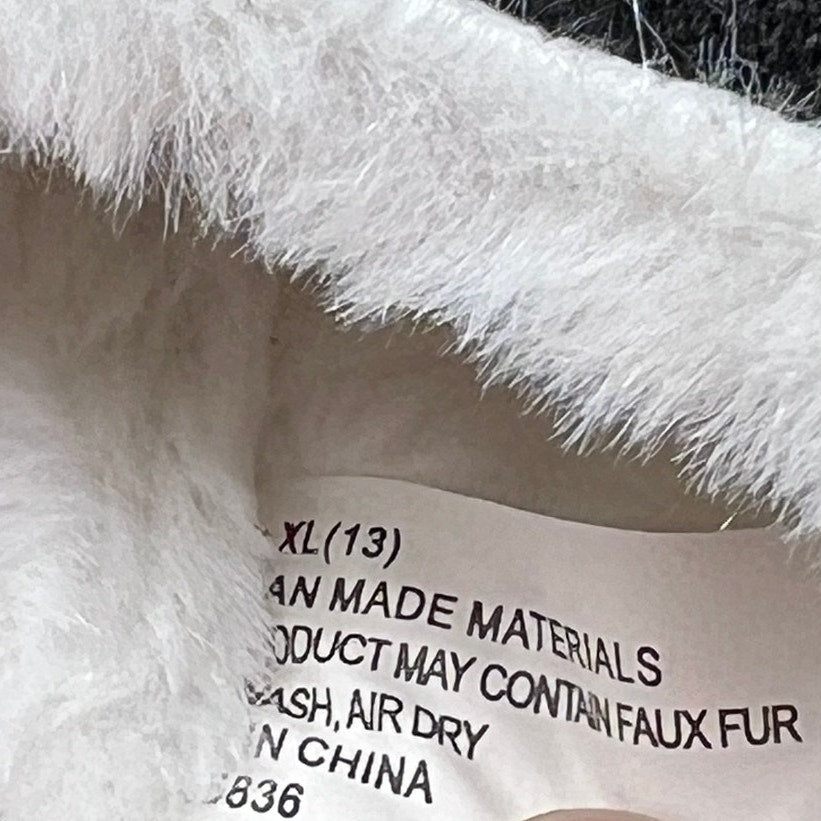 XL(13)
AN MADE MATERIALS
ODUCT MAY CONTAIN FAUX FUR
ASH, AIR DRY
N CHINA
836